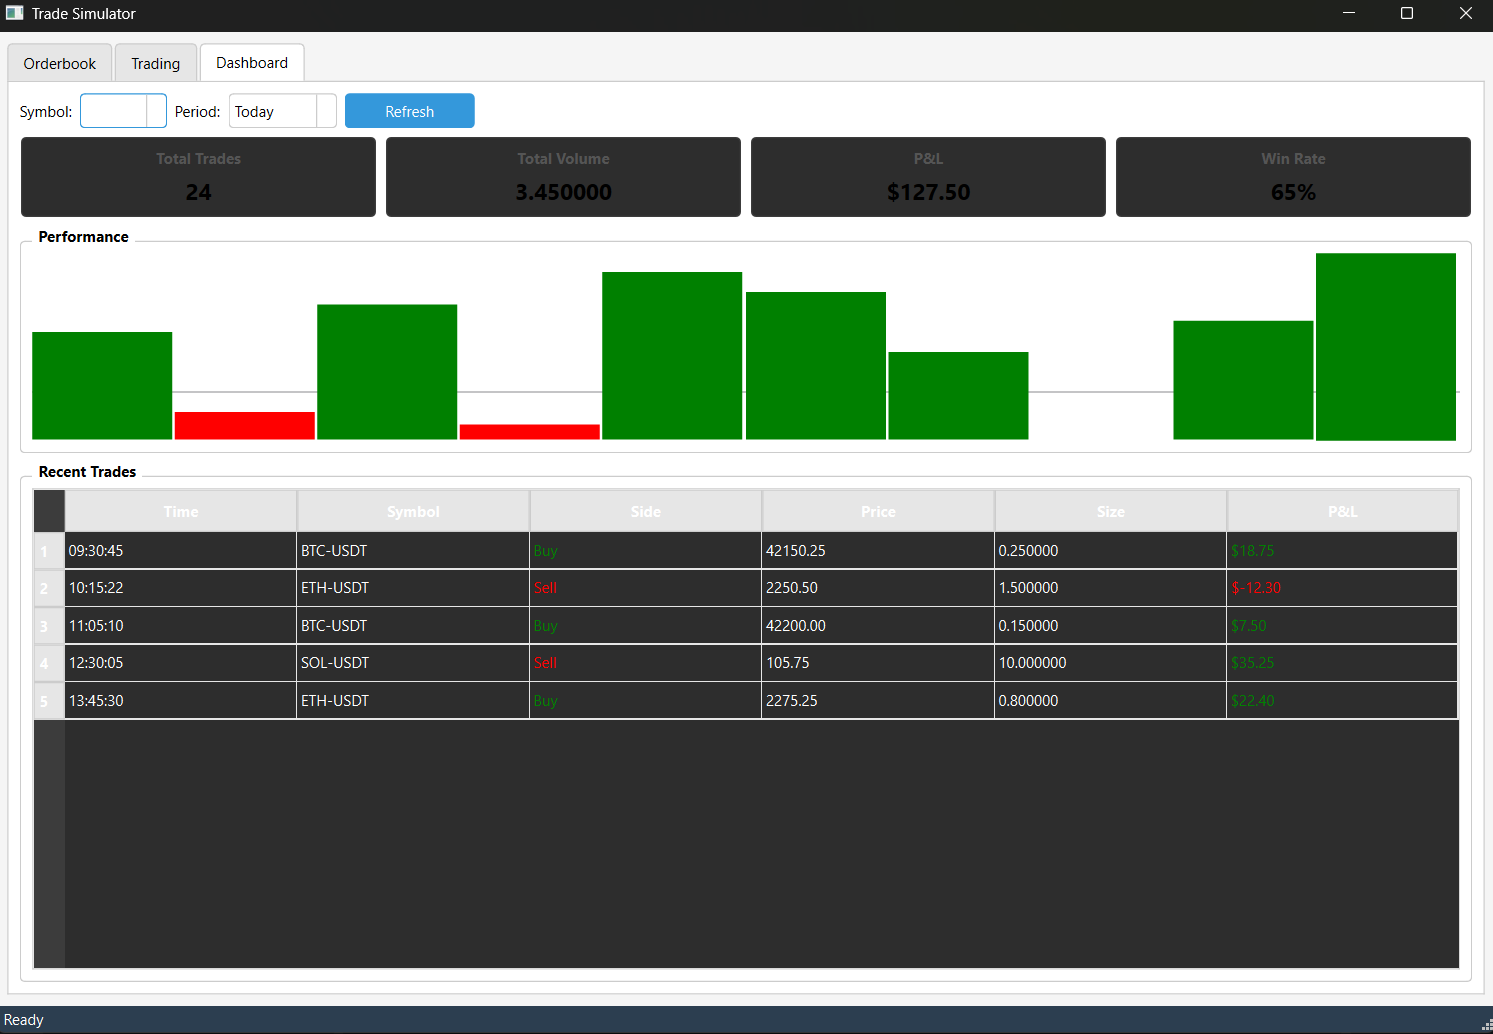 Trade Simulator
Orderbook Trading Dashboard
Symbol: Period: Today Refresh
Total Trades Total Volume P&L Win Rate
24 3.450000 $127.50 65%
Performance
Recent Trades
Time Symbol Side Price Size P&L
1 09:30:45 BTC-USDT Buy 42150.25 0.250000 $18.75
2 10:15:22 ETH-USDT Sell 2250.50 1.500000 $-12.30
3 11:05:10 BTC-USDT Buy 42200.00 0.150000 $7.50
4 12:30:05 SOL-USDT Sell 105.75 10.000000 $35.25
5 13:45:30 ETH-USDT Buy 2275.25 0.800000 $22.40
Ready